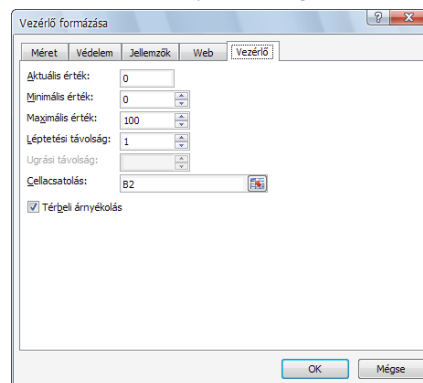 Vezérlő formázása
Méret Védelem Jellemzők Web Vezérlő
Aktuális érték: 0
Minimális érték: 0
Maximális érték: 100
Léptetési távolság: 1
Ugrási távolság:
Cellacsatolás: B2
Térbeli árnyékolás
OK Mégse